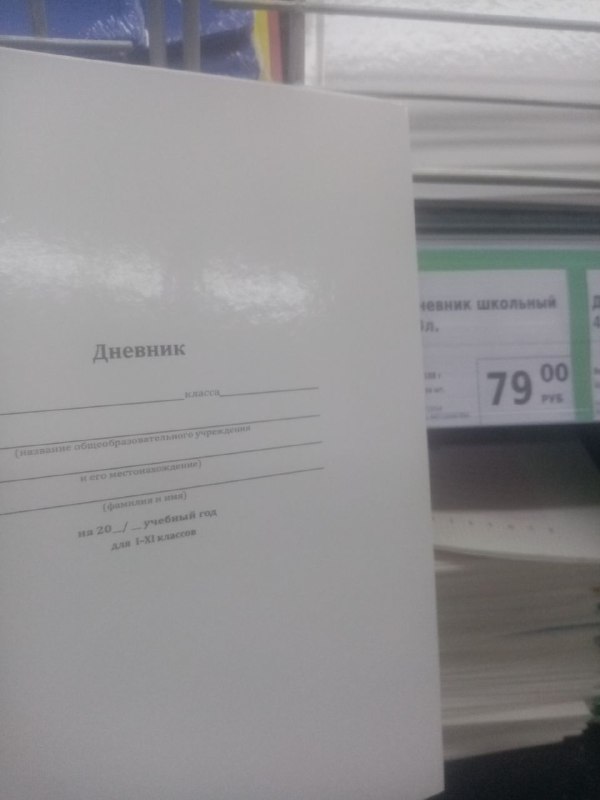 Дневник
класса
(название общеобразовательного учреждения
и его местонахождение)
(фамилия и имя)
на 20__/__ учебный год
для I-XI классов
школьный
л.
79 00
РУБ